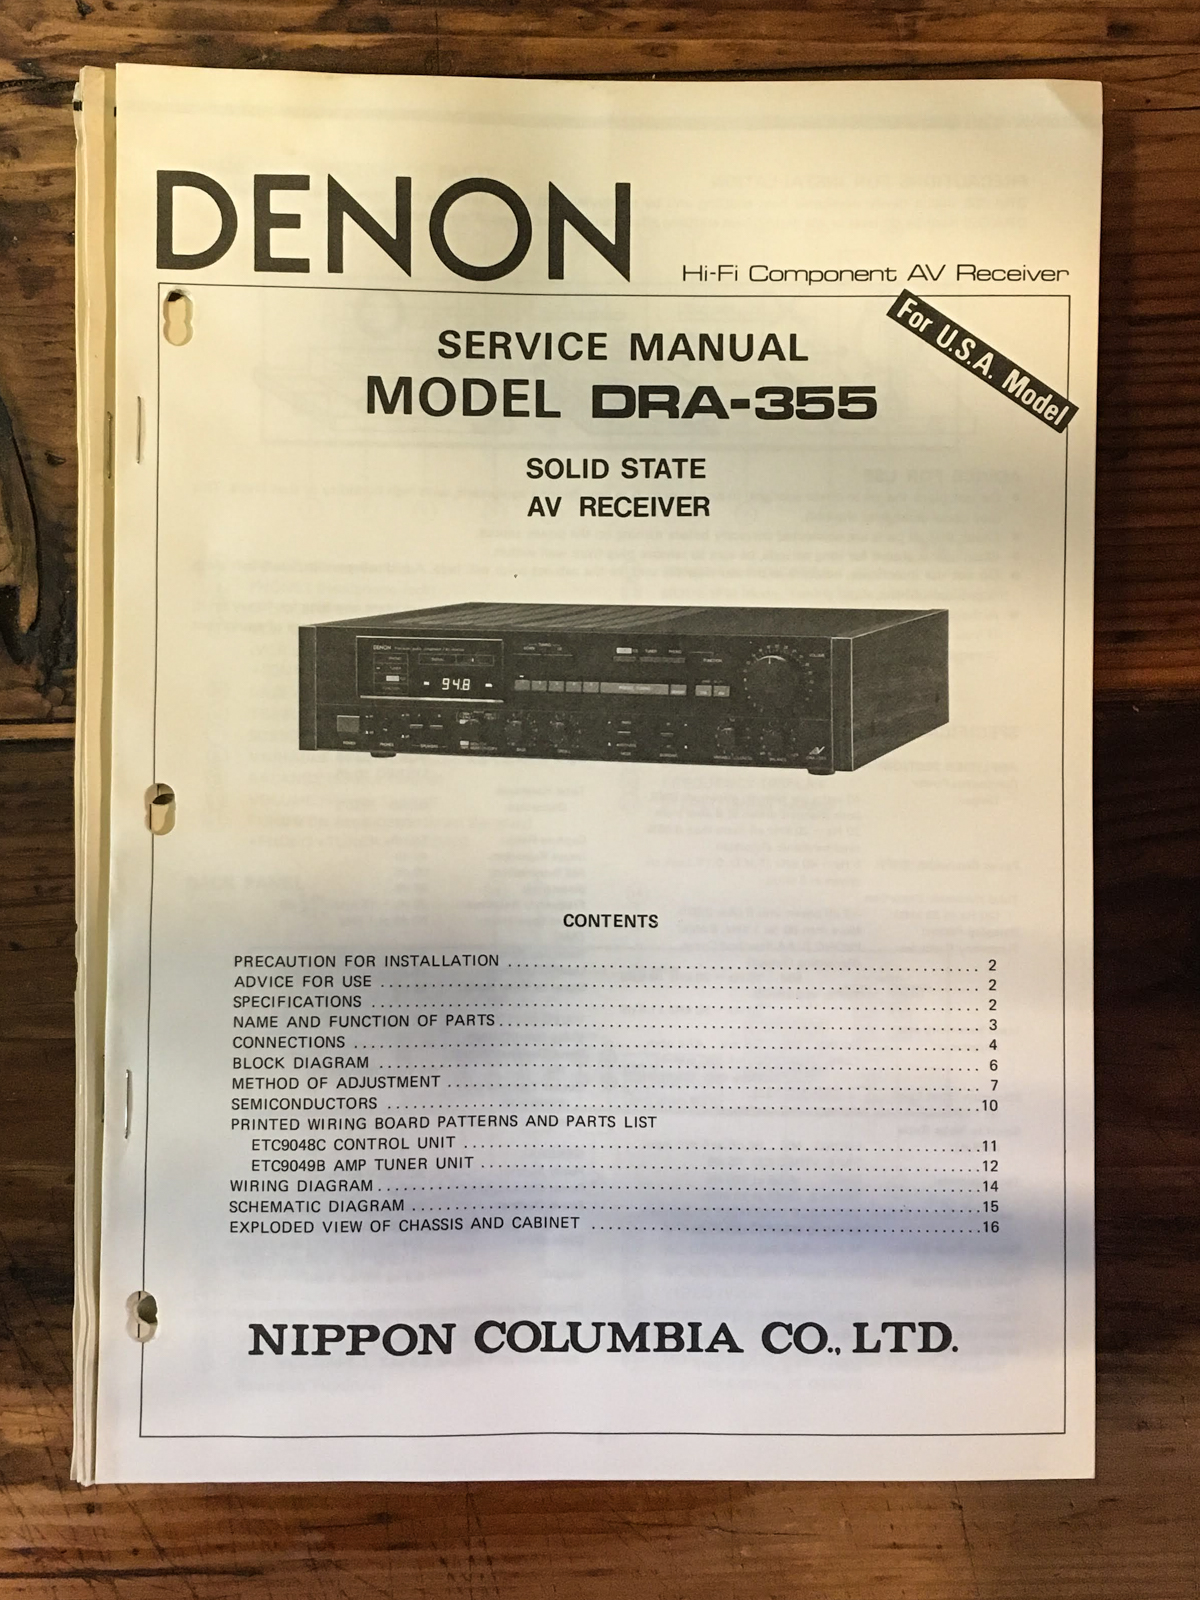 DENON
Hi-Fi Component AV Receiver
For U.S.A. Model
SERVICE MANUAL
MODEL DRA-355
SOLID STATE
AV RECEIVER
DENON
94.8
VOLUME
CONTENTS
PRECAUTION FOR INSTALLATION ........ 2
ADVICE FOR USE ........ 2
SPECIFICATIONS ........ 2
NAME AND FUNCTION OF PARTS ........ 3
CONNECTIONS ........ 4
BLOCK DIAGRAM ........ 6
METHOD OF ADJUSTMENT ........ 7
SEMICONDUCTORS ........ 10
PRINTED WIRING BOARD PATTERNS AND PARTS LIST
ETC9048C CONTROL UNIT ........ 11
ETC9049B AMP TUNER UNIT ........ 12
WIRING DIAGRAM ........ 14
SCHEMATIC DIAGRAM ........ 15
EXPLODED VIEW OF CHASSIS AND CABINET ........ 16
NIPPON COLUMBIA CO., LTD.